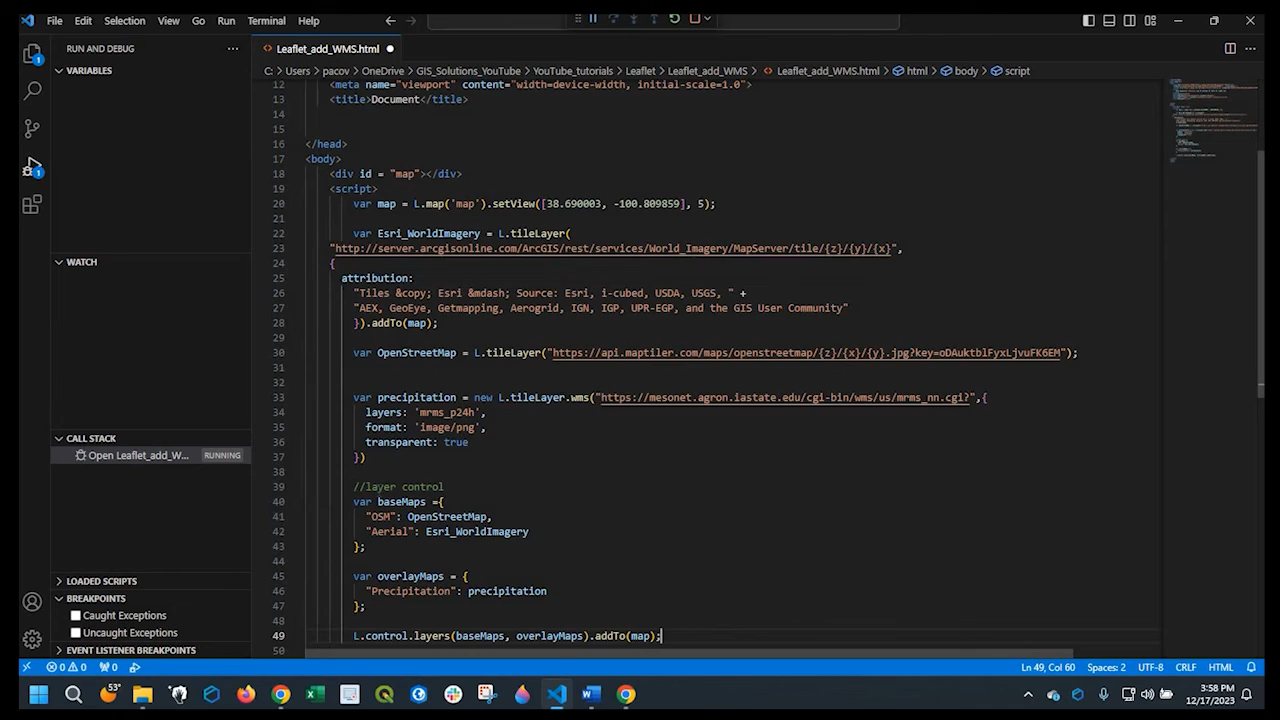 File Edit Selection View Go Run Terminal Help
RUN AND DEBUG
Leaflet_add_WMS.html
VARIABLES
C: > Users > pacov > OneDrive > GIS_Solutions_YouTube > YouTube_tutorials > Leaflet > Leaflet_add_WMS > Leaflet_add_WMS.html > html > body > script
12 <meta name="viewport" content="width=device-width, initial-scale=1.0">
13 <title>Document</title>
14
15
16 </head>
17 <body>
18 <div id = "map"></div>
19 <script>
20 var map = L.map('map').setView([38.690003, -100.809859], 5);
21
22 var Esri_WorldImagery = L.tileLayer(
23 "http://server.arcgisonline.com/ArcGIS/rest/services/World_Imagery/MapServer/tile/{z}/{y}/{x}",
24 {
25 attribution:
26 "Tiles &copy; Esri &mdash; Source: Esri, i-cubed, USDA, USGS, " +
27 "AEX, GeoEye, Getmapping, Aerogrid, IGN, IGP, UPR-EGP, and the GIS User Community"
28 }).addTo(map);
29
30 var OpenStreetMap = L.tileLayer("https://api.maptiler.com/maps/openstreetmap/{z}/{x}/{y}.jpg?key=oDAuktblFyxLjvuFK6EM");
31
32
33 var precipitation = new L.tileLayer.wms("https://mesonet.agron.iastate.edu/cgi-bin/wms/us/mrms_nn.cgi?",{
34 layers: 'mrms_p24h',
35 format: 'image/png',
36 transparent: true
37 })
38
39 //layer control
40 var baseMaps ={
41 "OSM": OpenStreetMap,
42 "Aerial": Esri_WorldImagery
43 };
44
45 var overlayMaps = {
46 "Precipitation": precipitation
47 };
48
49 L.control.layers(baseMaps, overlayMaps).addTo(map);
50
WATCH
CALL STACK
Open Leaflet_add_W... RUNNING
LOADED SCRIPTS
BREAKPOINTS
Caught Exceptions
Uncaught Exceptions
EVENT LISTENER BREAKPOINTS
0 0 0 Ln 49, Col 60 Spaces: 2 UTF-8 CRLF HTML
53°
3:58 PM
12/17/2023